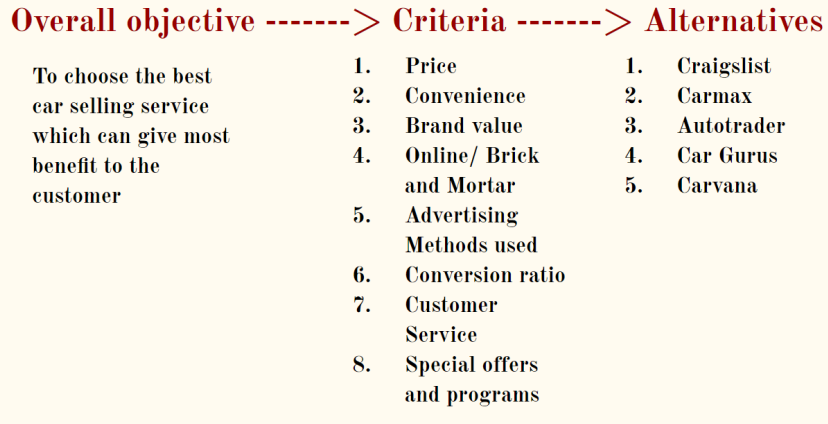 Overall objective -------> Criteria -------> Alternatives
To choose the best
car selling service
which can give most
benefit to the
customer
1. Price
2. Convenience
3. Brand value
4. Online/ Brick
and Mortar
5. Advertising
Methods used
6. Conversion ratio
7. Customer
Service
8. Special offers
and programs
1. Craigslist
2. Carmax
3. Autotrader
4. Car Gurus
5. Carvana